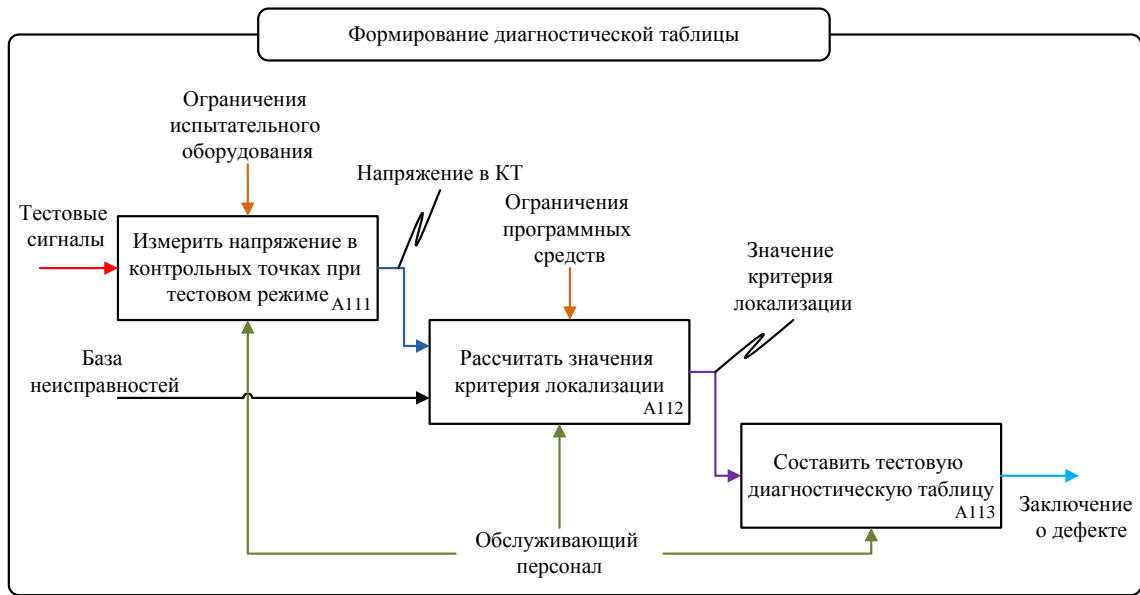 Формирование диагностической таблицы
Ограничения
испытательного
оборудования
Напряжение в КТ
Тестовые
сигналы
Измерить напряжение в
контрольных точках при
тестовом режиме
A111
Ограничения
программных
средств
Значение
критерия
локализации
База
неисправностей
Рассчитать значения
критерия локализации
A112
Составить тестовую
диагностическую таблицу
A113
Заключение
о дефекте
Обслуживающий
персонал